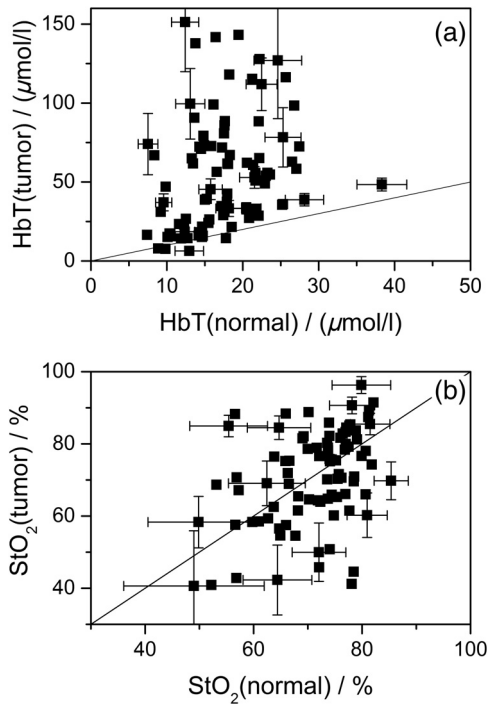 (a)
HbT(tumor) / (μmol/l)
150
100
50
0
0 10 20 30 40 50
HbT(normal) / (μmol/l)
(b)
StO₂(tumor) / %
100
80
60
40
40 60 80 100
StO₂(normal) / %